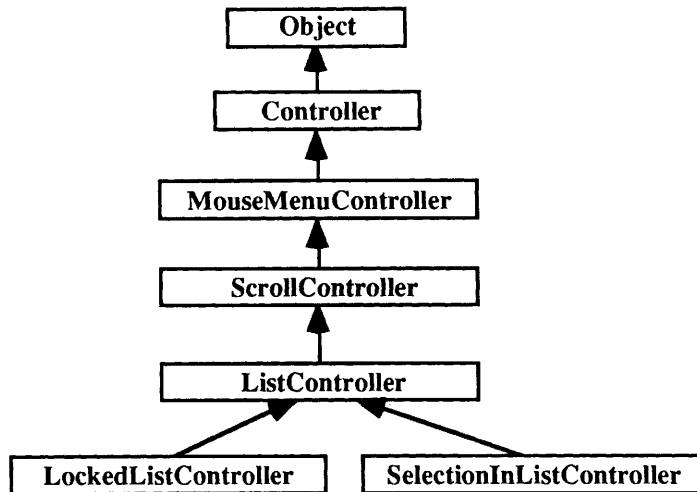 Object
Controller
MouseMenuController
ScrollController
ListController
LockedListController
SelectionInListController